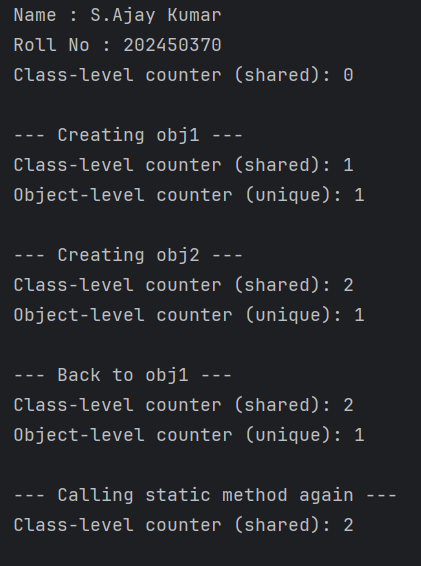 Name : S.Ajay Kumar
Roll No : 202450370
Class-level counter (shared): 0
--- Creating obj1 ---
Class-level counter (shared): 1
Object-level counter (unique): 1
--- Creating obj2 ---
Class-level counter (shared): 2
Object-level counter (unique): 1
--- Back to obj1 ---
Class-level counter (shared): 2
Object-level counter (unique): 1
--- Calling static method again ---
Class-level counter (shared): 2